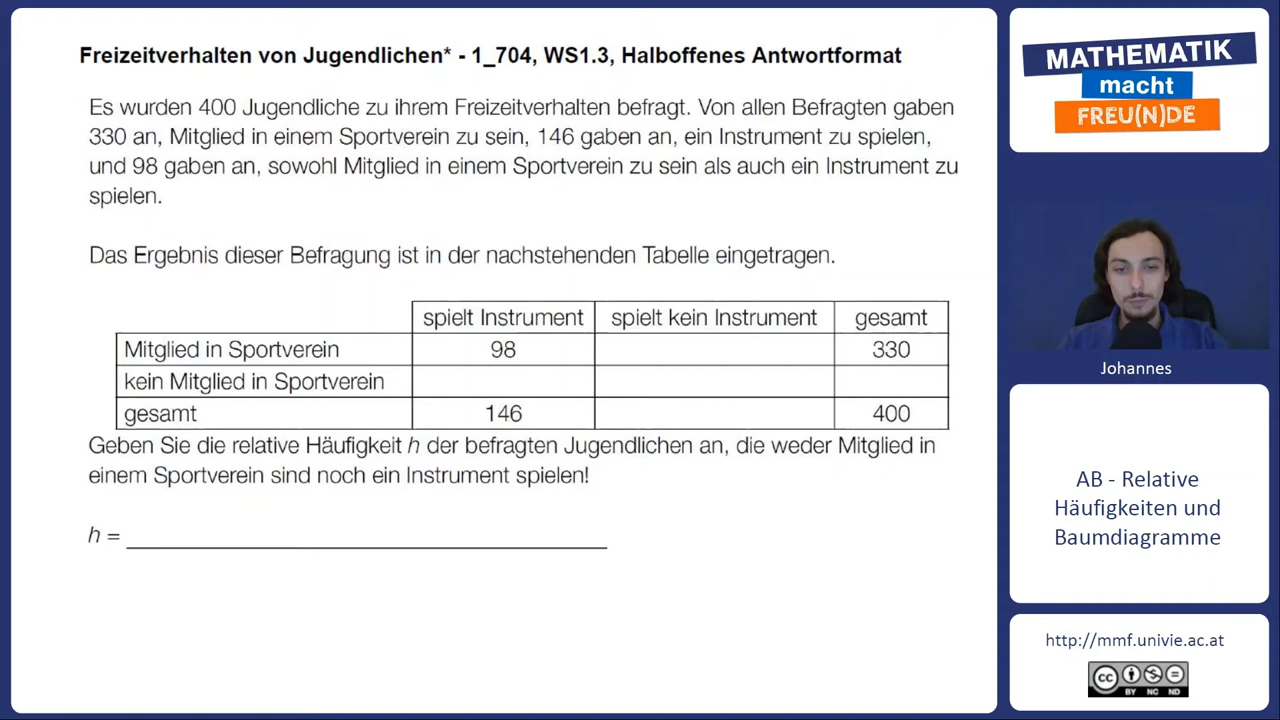 Freizeitverhalten von Jugendlichen* - 1_704, WS1.3, Halboffenes Antwortformat
Es wurden 400 Jugendliche zu ihrem Freizeitverhalten befragt. Von allen Befragten gaben
330 an, Mitglied in einem Sportverein zu sein, 146 gaben an, ein Instrument zu spielen,
und 98 gaben an, sowohl Mitglied in einem Sportverein zu sein als auch ein Instrument zu
spielen.
Das Ergebnis dieser Befragung ist in der nachstehenden Tabelle eingetragen.
spielt Instrument spielt kein Instrument gesamt
Mitglied in Sportverein 98 330
kein Mitglied in Sportverein
gesamt 146 400
Geben Sie die relative Häufigkeit h der befragten Jugendlichen an, die weder Mitglied in
einem Sportverein sind noch ein Instrument spielen!
h =
MATHEMATIK
macht
FREU(N)DE
Johannes
AB - Relative
Häufigkeiten und
Baumdiagramme
http://mmf.univie.ac.at
cc
BY NC ND